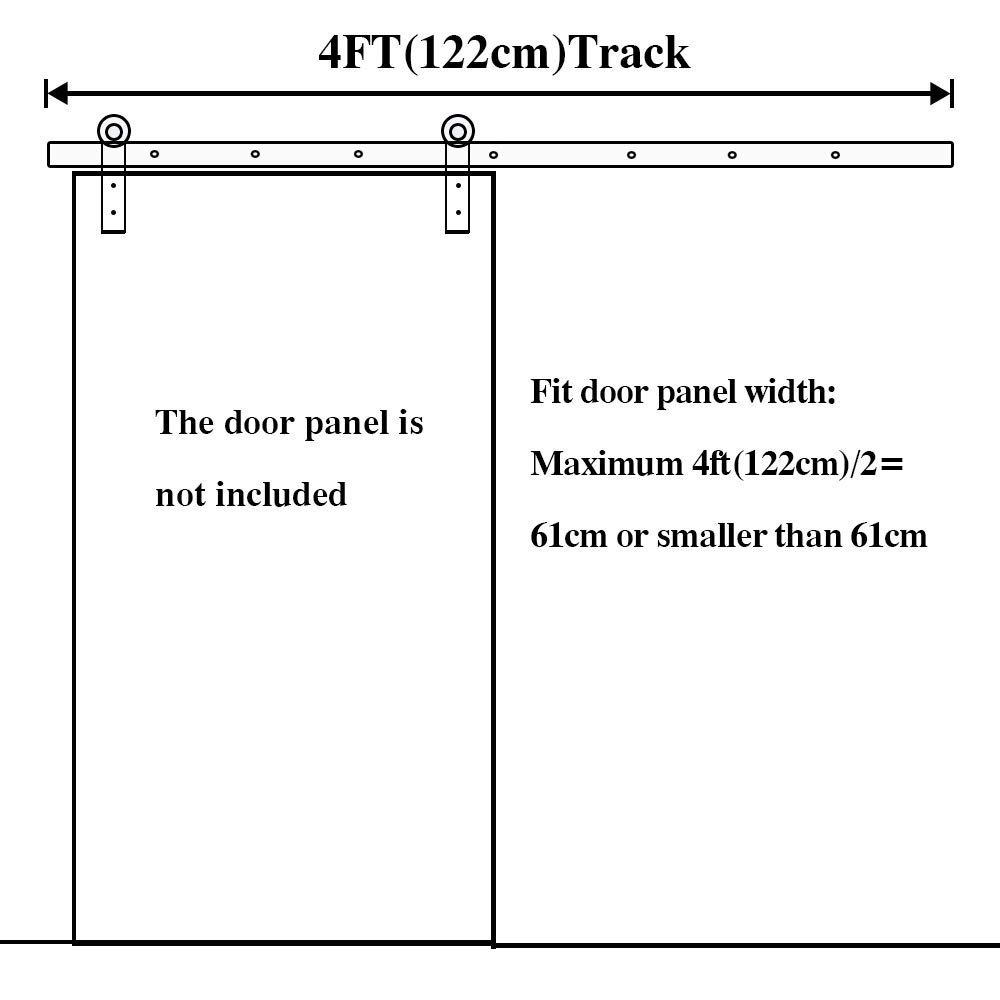 4FT(122cm)Track
The door panel is
not included
Fit door panel width:
Maximum 4ft(122cm)/2=
61cm or smaller than 61cm